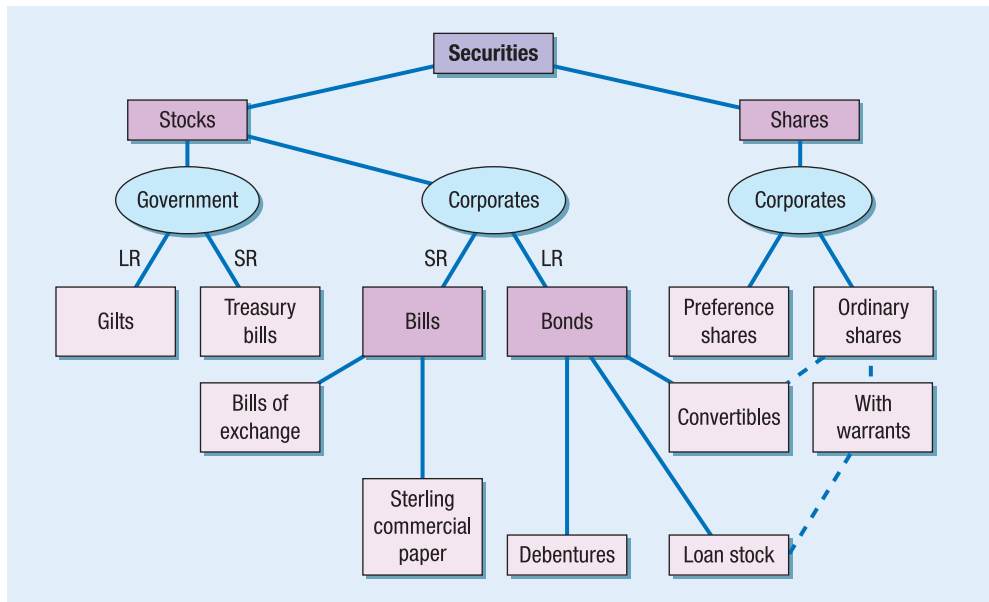 Securities
Stocks
Shares
Government
Corporates
Corporates
LR
SR
SR
LR
Gilts
Treasury
bills
Bills
Bonds
Preference
shares
Ordinary
shares
Bills of
exchange
Convertibles
With
warrants
Sterling
commercial
paper
Debentures
Loan stock